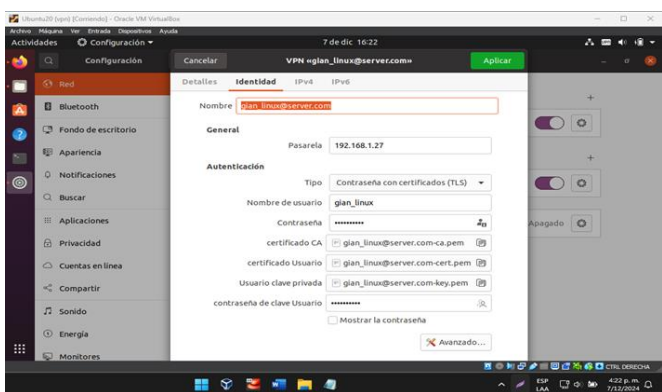 Ubuntu20 (vpn) [Corriendo] - Oracle VM VirtualBox
Archivo Máquina Ver Entrada Dispositivos Ayuda
Actividades Configuración 7 de dic 16:22
Configuración Cancelar VPN «gian_linux@server.com» Aplicar
Red
Bluetooth
Fondo de escritorio
Apariencia
Notificaciones
Buscar
Aplicaciones
Privacidad
Cuentas en línea
Compartir
Sonido
Energía
Monitores
Detalles Identidad IPv4 IPv6
Nombre gian_linux@server.com
General
Pasarela 192.168.1.27
Autenticación
Tipo Contraseña con certificados (TLS)
Nombre de usuario gian_linux
Contraseña ••••••••••
certificado CA gian_linux@server.com-ca.pem
certificado Usuario gian_linux@server.com-cert.pem
Usuario clave privada gian_linux@server.com-key.pem
contraseña de clave Usuario ••••••••••
Mostrar la contraseña
Avanzado...
Apagado
CTRL DERECHA
ESP
LAA
4:22 p. m.
7/12/2024